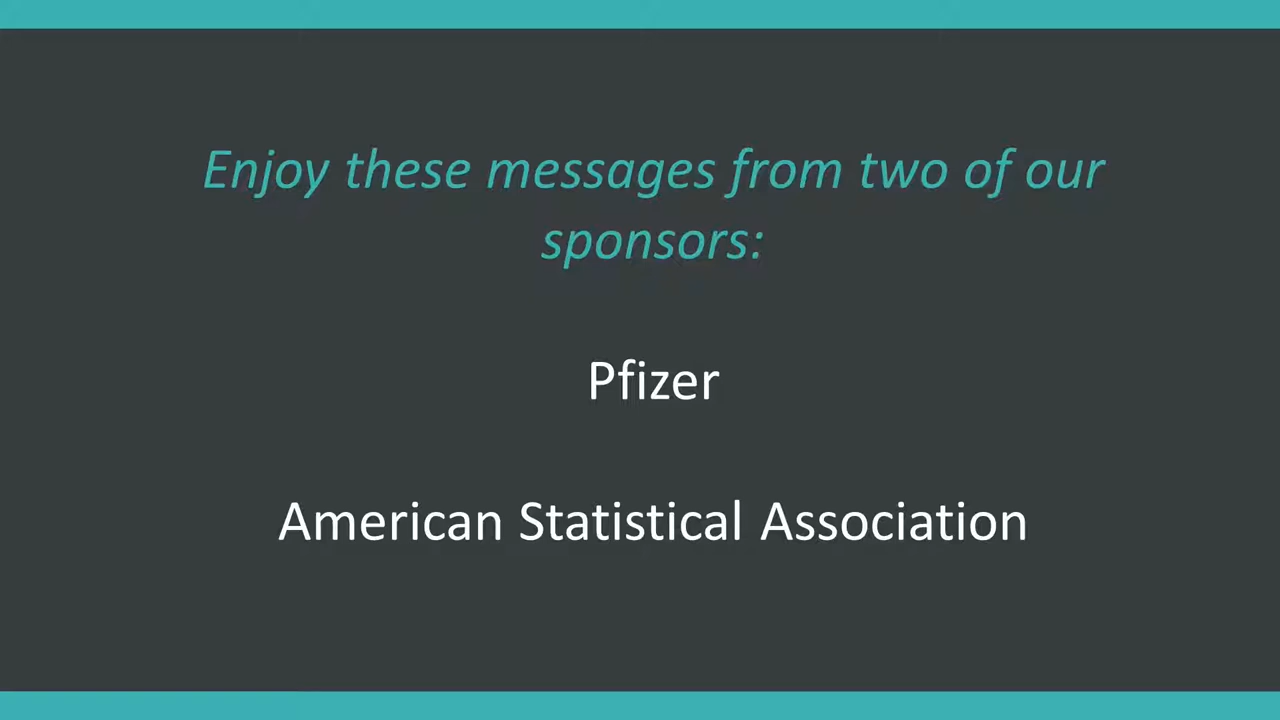 Enjoy these messages from two of our
sponsors:
Pfizer
American Statistical Association